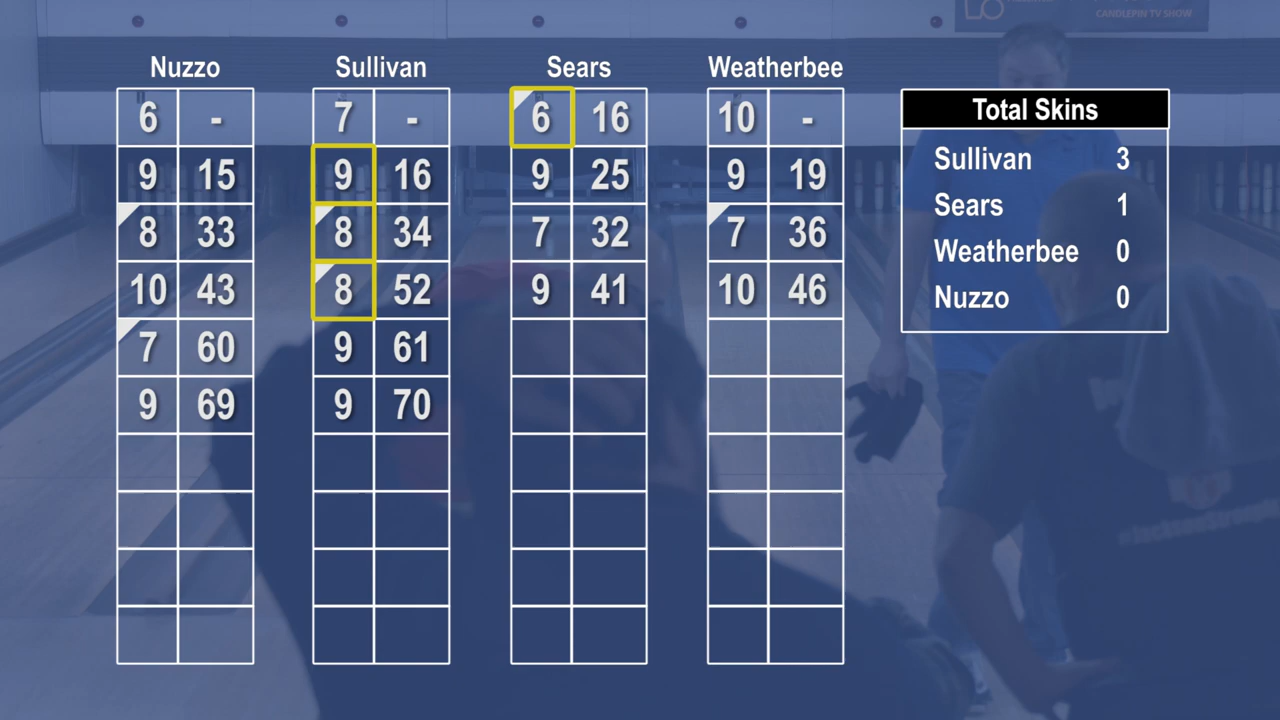 CANDLEPIN TV SHOW
Nuzzo Sullivan Sears Weatherbee
6 - 7 - 6 16 10 -
9 15 9 16 9 25 9 19
8 33 8 34 7 32 7 36
10 43 8 52 9 41 10 46
7 60 9 61
9 69 9 70
Total Skins
Sullivan 3
Sears 1
Weatherbee 0
Nuzzo 0